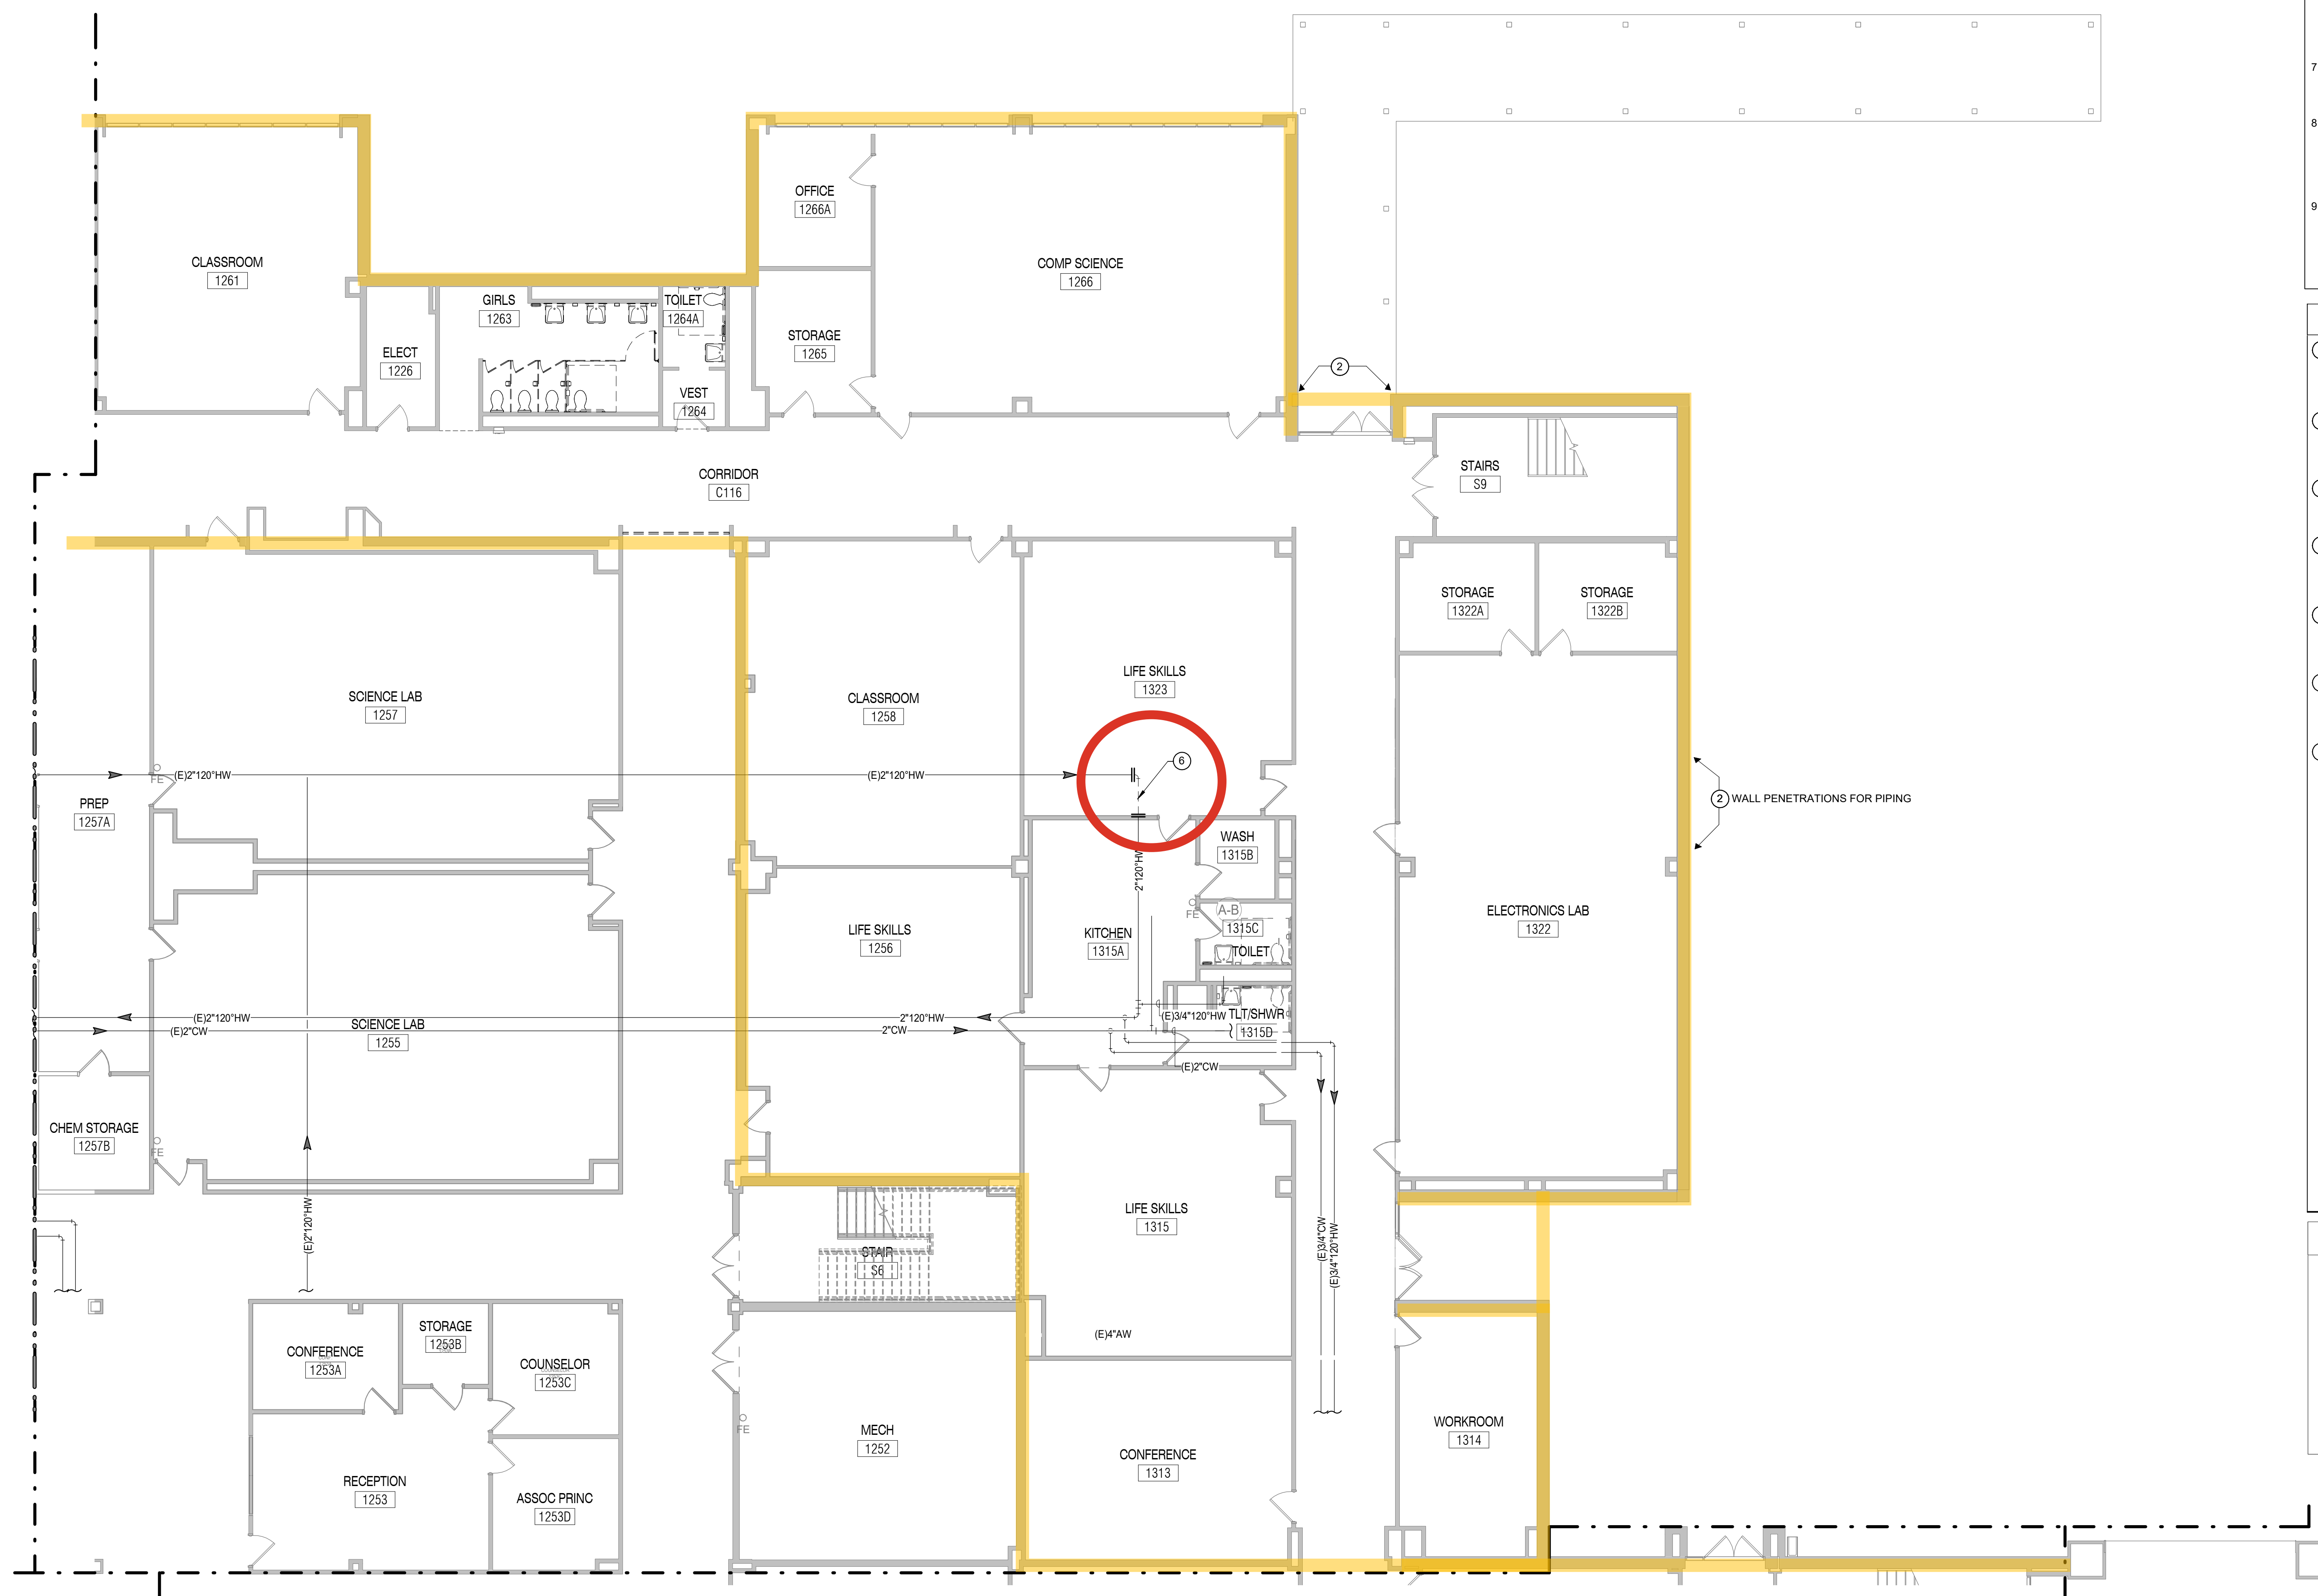 7
8
9
OFFICE
1266A
CLASSROOM
1261
COMP SCIENCE
1266
GIRLS
1263
TOILET
1264A
STORAGE
1265
ELECT
1226
VEST
1264
2
CORRIDOR
C116
STAIRS
S9
STORAGE
1322A
STORAGE
1322B
LIFE SKILLS
1323
SCIENCE LAB
1257
CLASSROOM
1258
6
(E)2"120°HW
(E)2"120°HW
FE
PREP
1257A
2 WALL PENETRATIONS FOR PIPING
WASH
1315B
2"120°HW
FE
A-B
1315C
TOILET
ELECTRONICS LAB
1322
LIFE SKILLS
1256
KITCHEN
1315A
(E)2"120°HW
2"120°HW
(E)3/4"120°HW
TLT/SHWR
1315D
(E)2"CW
2"CW
SCIENCE LAB
1255
(E)2"CW
CHEM STORAGE
1257B
FE
(E)2"120°HW
LIFE SKILLS
1315
(E)3/4"CW
(E)3/4"120°HW
STAIR
S6
STORAGE
1253B
(E)4"AW
CONFERENCE
1253A
COUNSELOR
1253C
FE
MECH
1252
WORKROOM
1314
CONFERENCE
1313
RECEPTION
1253
ASSOC PRINC
1253D